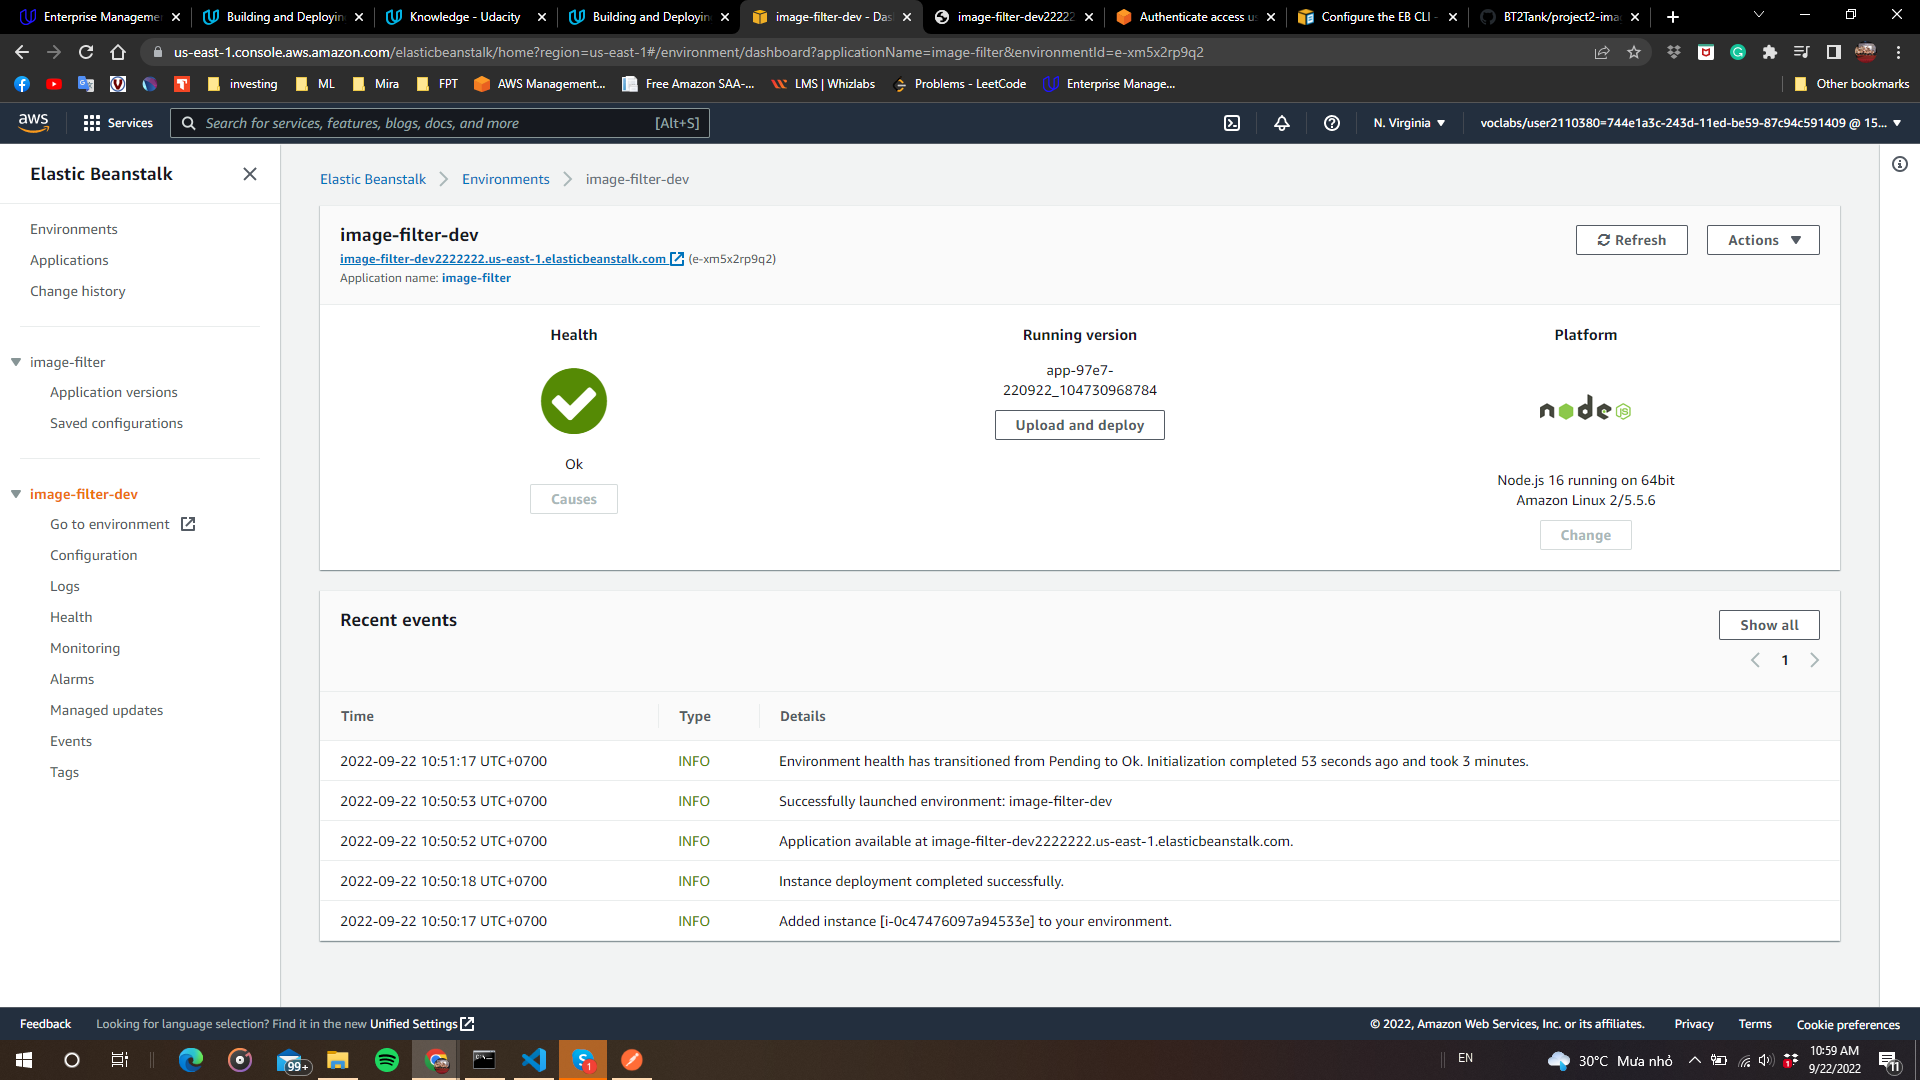 Enterprise Managemen
Building and Deployin
Knowledge - Udacity
Building and Deployin
image-filter-dev - Das
image-filter-dev22222
Authenticate access us
Configure the EB CLI -
BT2Tank/project2-ima
us-east-1.console.aws.amazon.com/elasticbeanstalk/home?region=us-east-1#/environment/dashboard?applicationName=image-filter&environmentId=e-xm5x2rp9q2
investing
ML
Mira
FPT
AWS Management...
Free Amazon SAA-...
LMS | Whizlabs
Problems - LeetCode
Enterprise Manage...
Other bookmarks
aws
Services
Search for services, features, blogs, docs, and more
[Alt+S]
N. Virginia
voclabs/user2110380=744e1a3c-243d-11ed-be59-87c94c591409 @ 15...
Elastic Beanstalk
Environments
Applications
Change history
image-filter
Application versions
Saved configurations
image-filter-dev
Go to environment
Configuration
Logs
Health
Monitoring
Alarms
Managed updates
Events
Tags
Elastic Beanstalk
Environments
image-filter-dev
image-filter-dev
image-filter-dev2222222.us-east-1.elasticbeanstalk.com (e-xm5x2rp9q2)
Application name: image-filter
Refresh
Actions
Health
Ok
Causes
Running version
app-97e7-
220922_104730968784
Upload and deploy
Platform
node
JS
Node.js 16 running on 64bit
Amazon Linux 2/5.5.6
Change
Recent events
Show all
1
Time Type Details
2022-09-22 10:51:17 UTC+0700 INFO Environment health has transitioned from Pending to Ok. Initialization completed 53 seconds ago and took 3 minutes.
2022-09-22 10:50:53 UTC+0700 INFO Successfully launched environment: image-filter-dev
2022-09-22 10:50:52 UTC+0700 INFO Application available at image-filter-dev2222222.us-east-1.elasticbeanstalk.com.
2022-09-22 10:50:18 UTC+0700 INFO Instance deployment completed successfully.
2022-09-22 10:50:17 UTC+0700 INFO Added instance [i-0c47476097a94533e] to your environment.
Feedback
Looking for language selection? Find it in the new Unified Settings
© 2022, Amazon Web Services, Inc. or its affiliates.
Privacy
Terms
Cookie preferences
99+
1
EN
30°C Mưa nhỏ
1
10:59 AM
9/22/2022
11